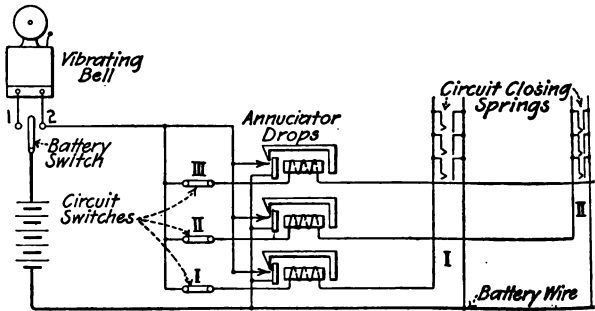 Vibrating
Bell
1
2
Battery
Switch
Annuciator
Drops
Circuit Closing
Springs
III
Circuit
Switches
II
II
I
I
Battery Wire